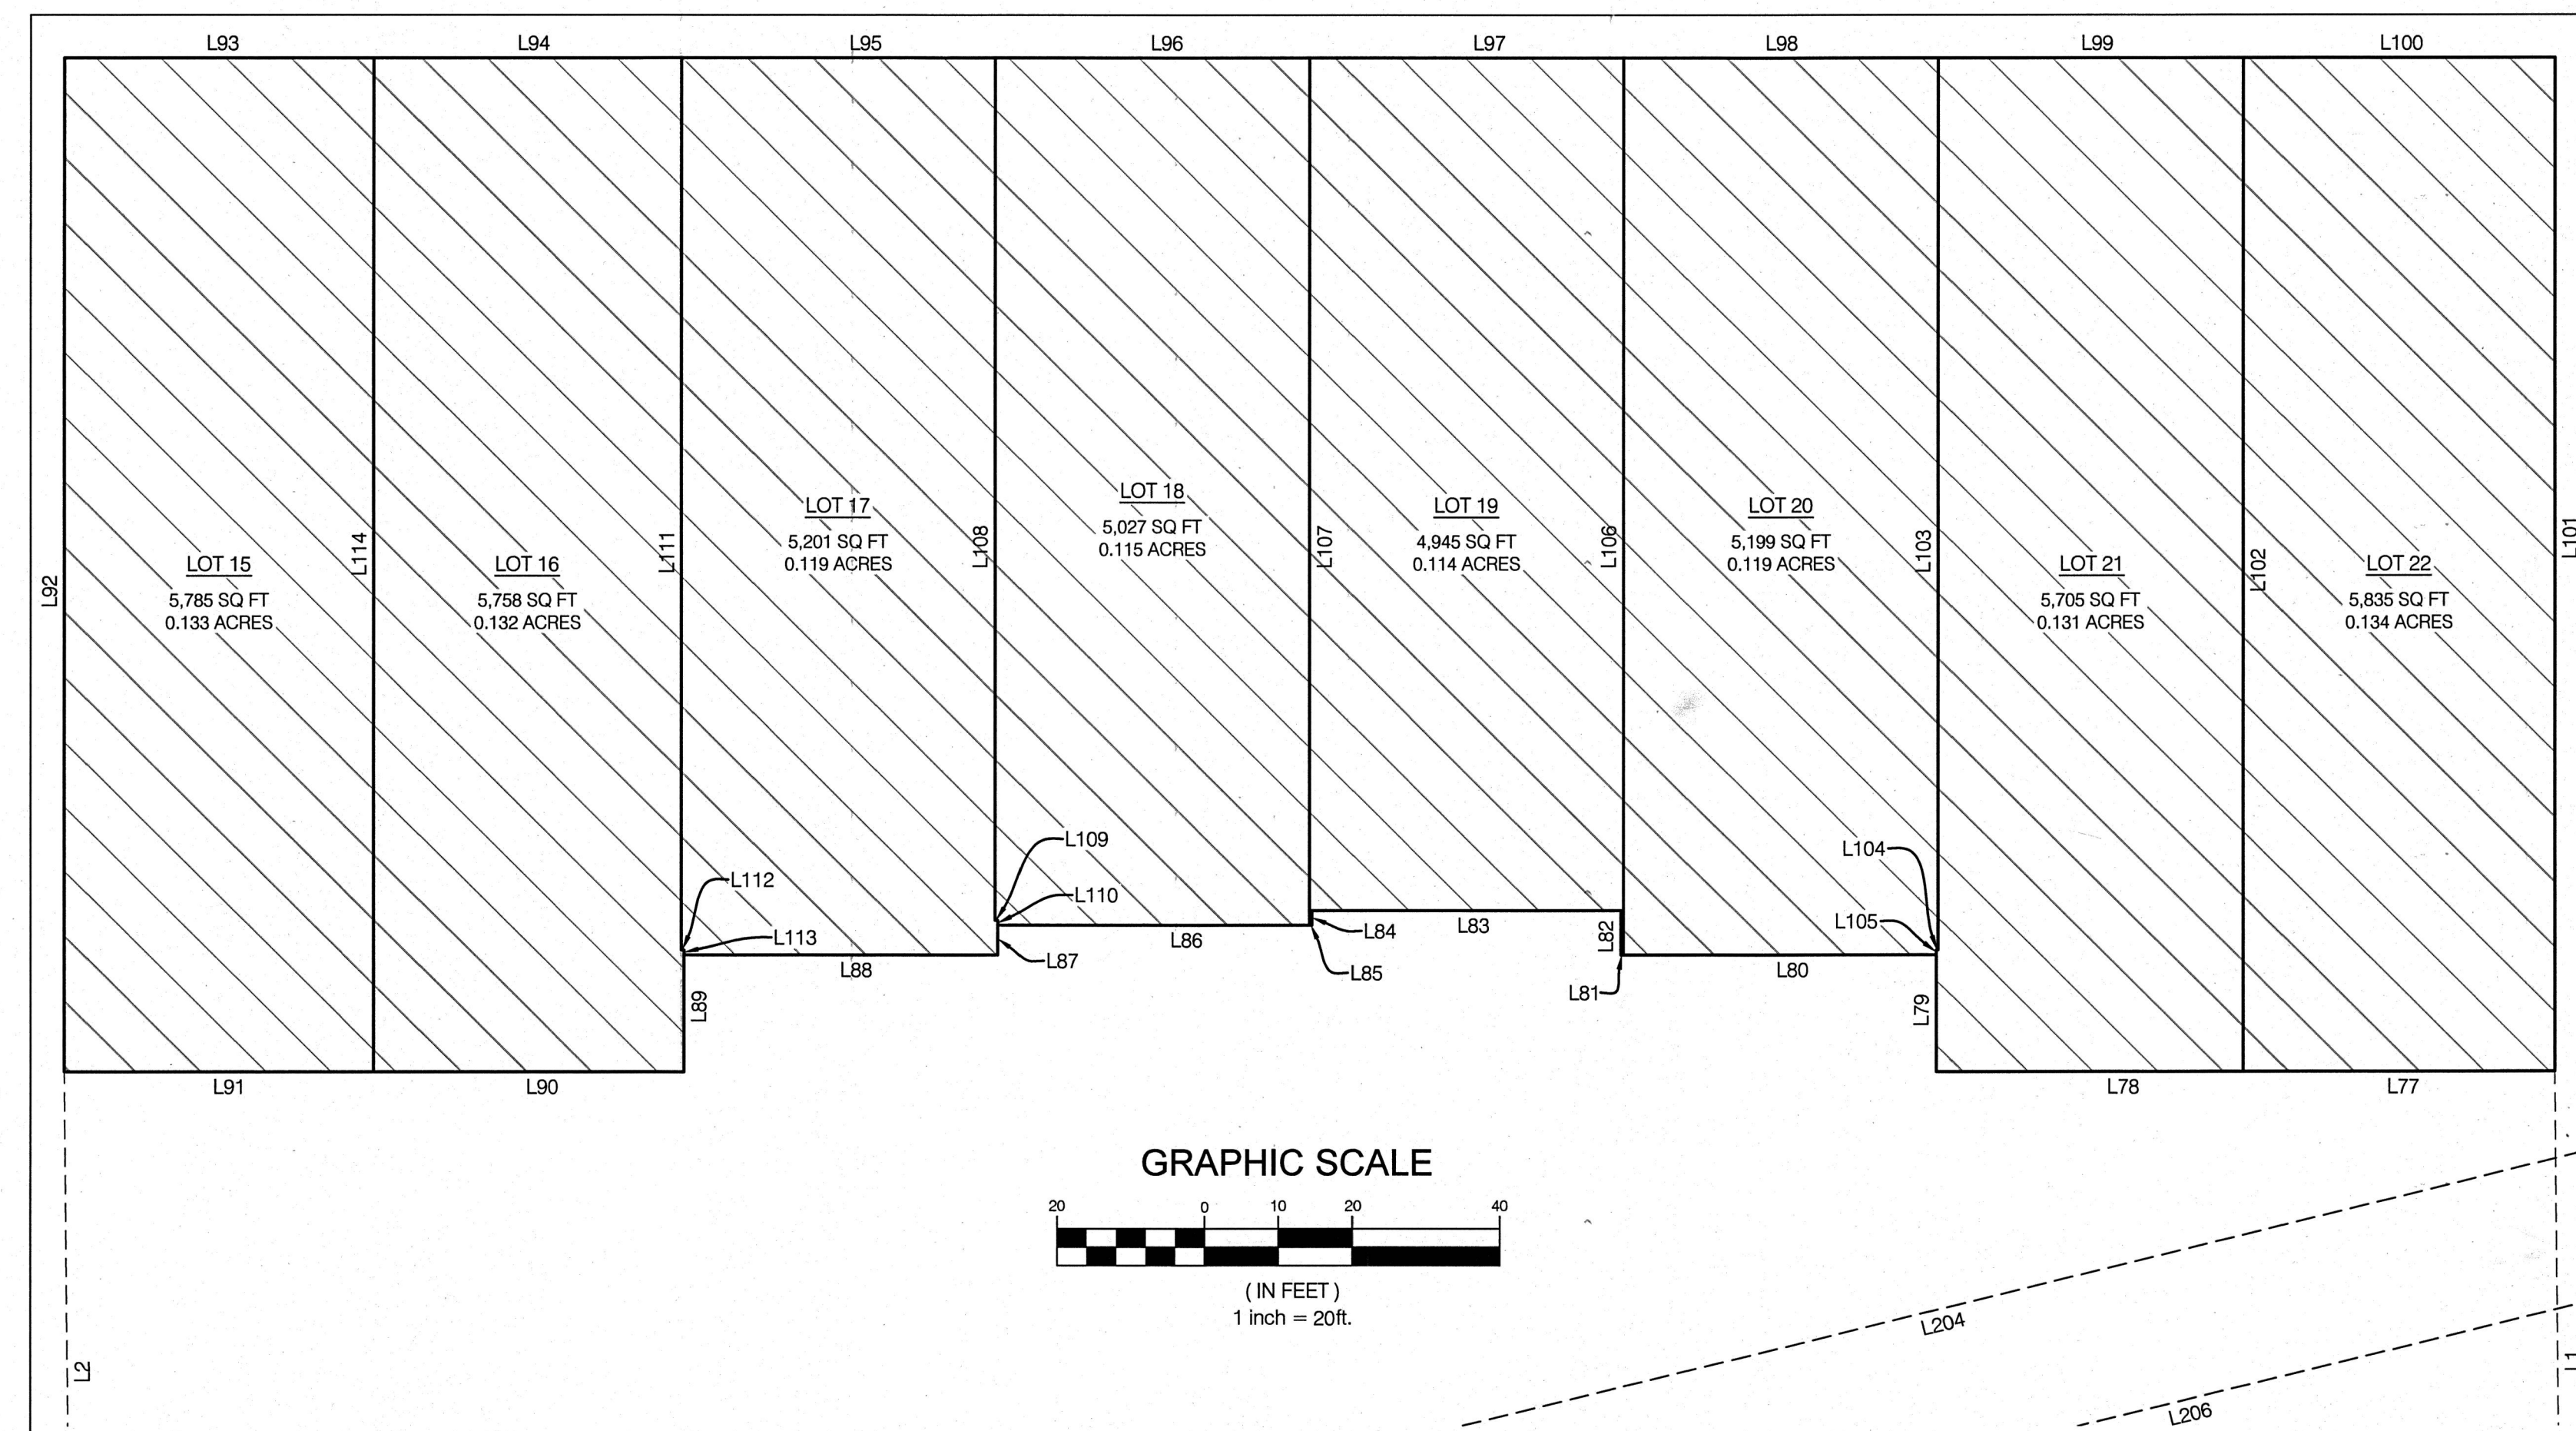 L93 L94 L95 L96 L97 L98 L99 L100
LOT 15
5,785 SQ FT
0.133 ACRES
LOT 16
5,758 SQ FT
0.132 ACRES
LOT 17
5,201 SQ FT
0.119 ACRES
LOT 18
5,027 SQ FT
0.115 ACRES
LOT 19
4,945 SQ FT
0.114 ACRES
LOT 20
5,199 SQ FT
0.119 ACRES
LOT 21
5,705 SQ FT
0.131 ACRES
LOT 22
5,835 SQ FT
0.134 ACRES
L92
L114
L111
L108
L107
L106
L103
L102
L101
L109
L104
L112
L110
L105
L113
L84
L83
L82
L86
L87
L85
L88
L81
L80
L89
L79
L91
L90
L78
L77
GRAPHIC SCALE
20 0 10 20 40
( IN FEET )
1 inch = 20ft.
L204
L2
L1
L206